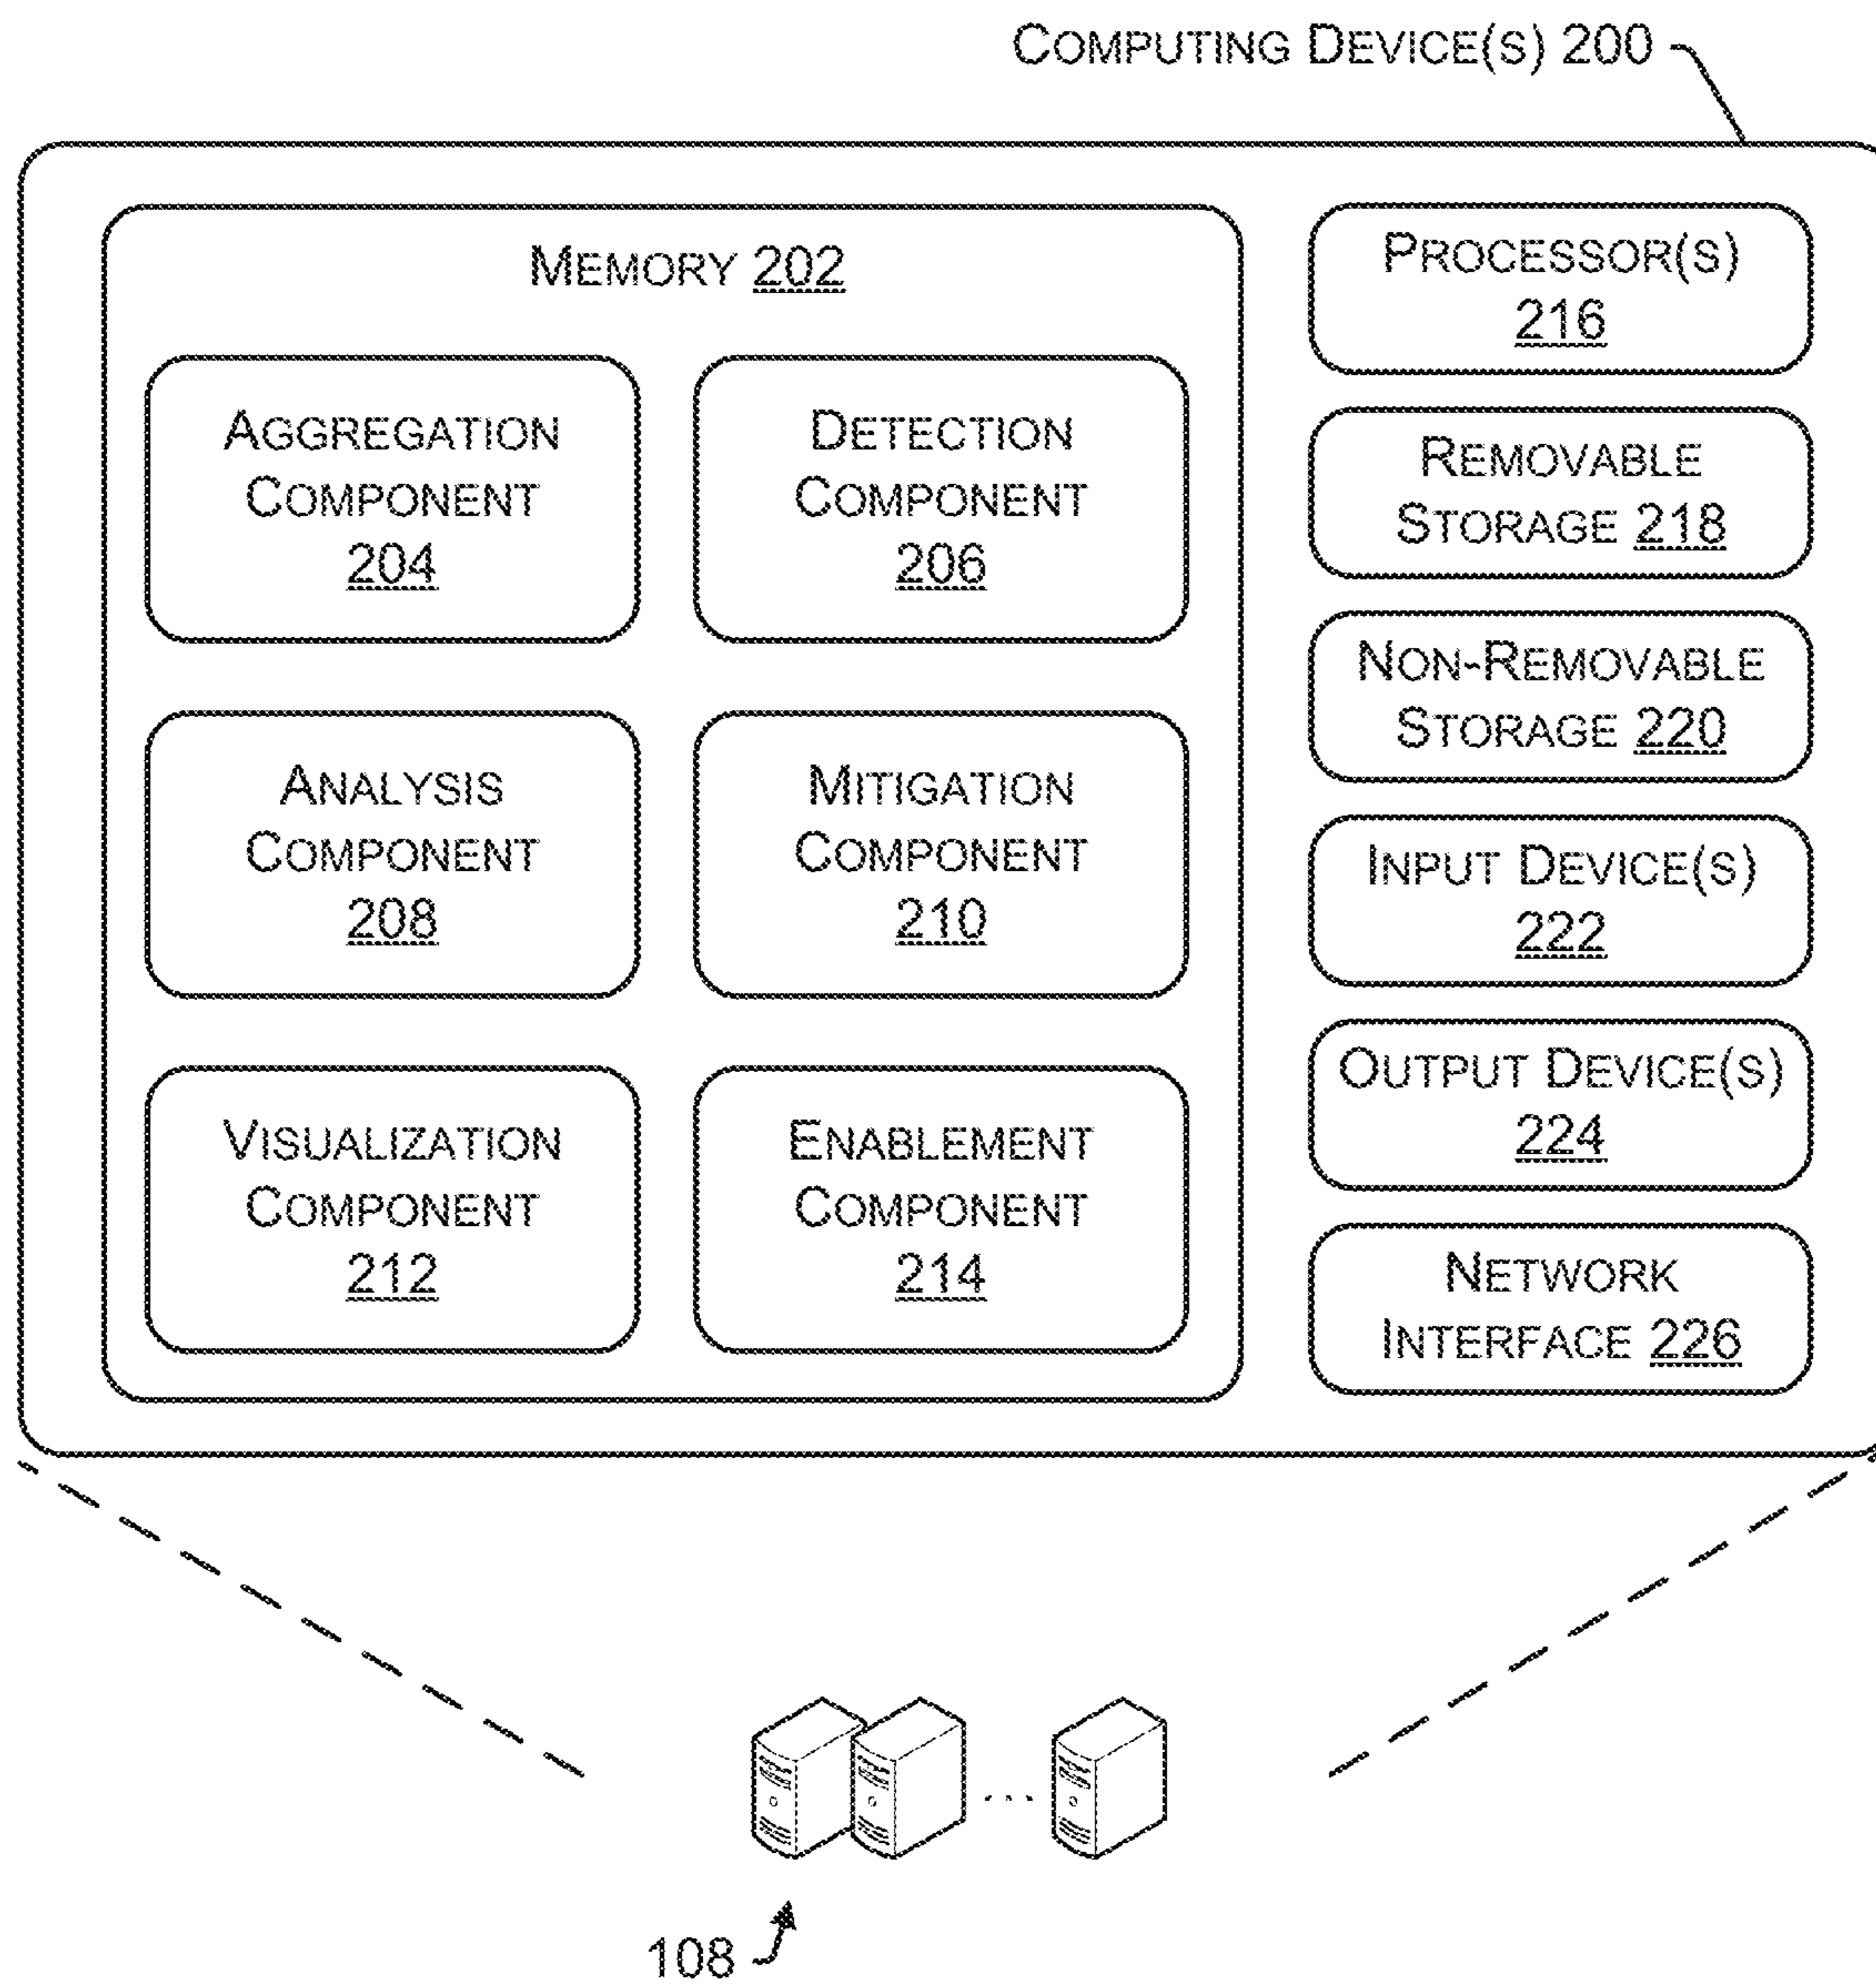 COMPUTING DEVICE(S) 200
MEMORY 202
AGGREGATION
COMPONENT
204
DETECTION
COMPONENT
206
ANALYSIS
COMPONENT
208
MITIGATION
COMPONENT
210
VISUALIZATION
COMPONENT
212
ENABLEMENT
COMPONENT
214
PROCESSOR(S)
216
REMOVABLE
STORAGE 218
NON-REMOVABLE
STORAGE 220
INPUT DEVICE(S)
222
OUTPUT DEVICE(S)
224
NETWORK
INTERFACE 226
...
108